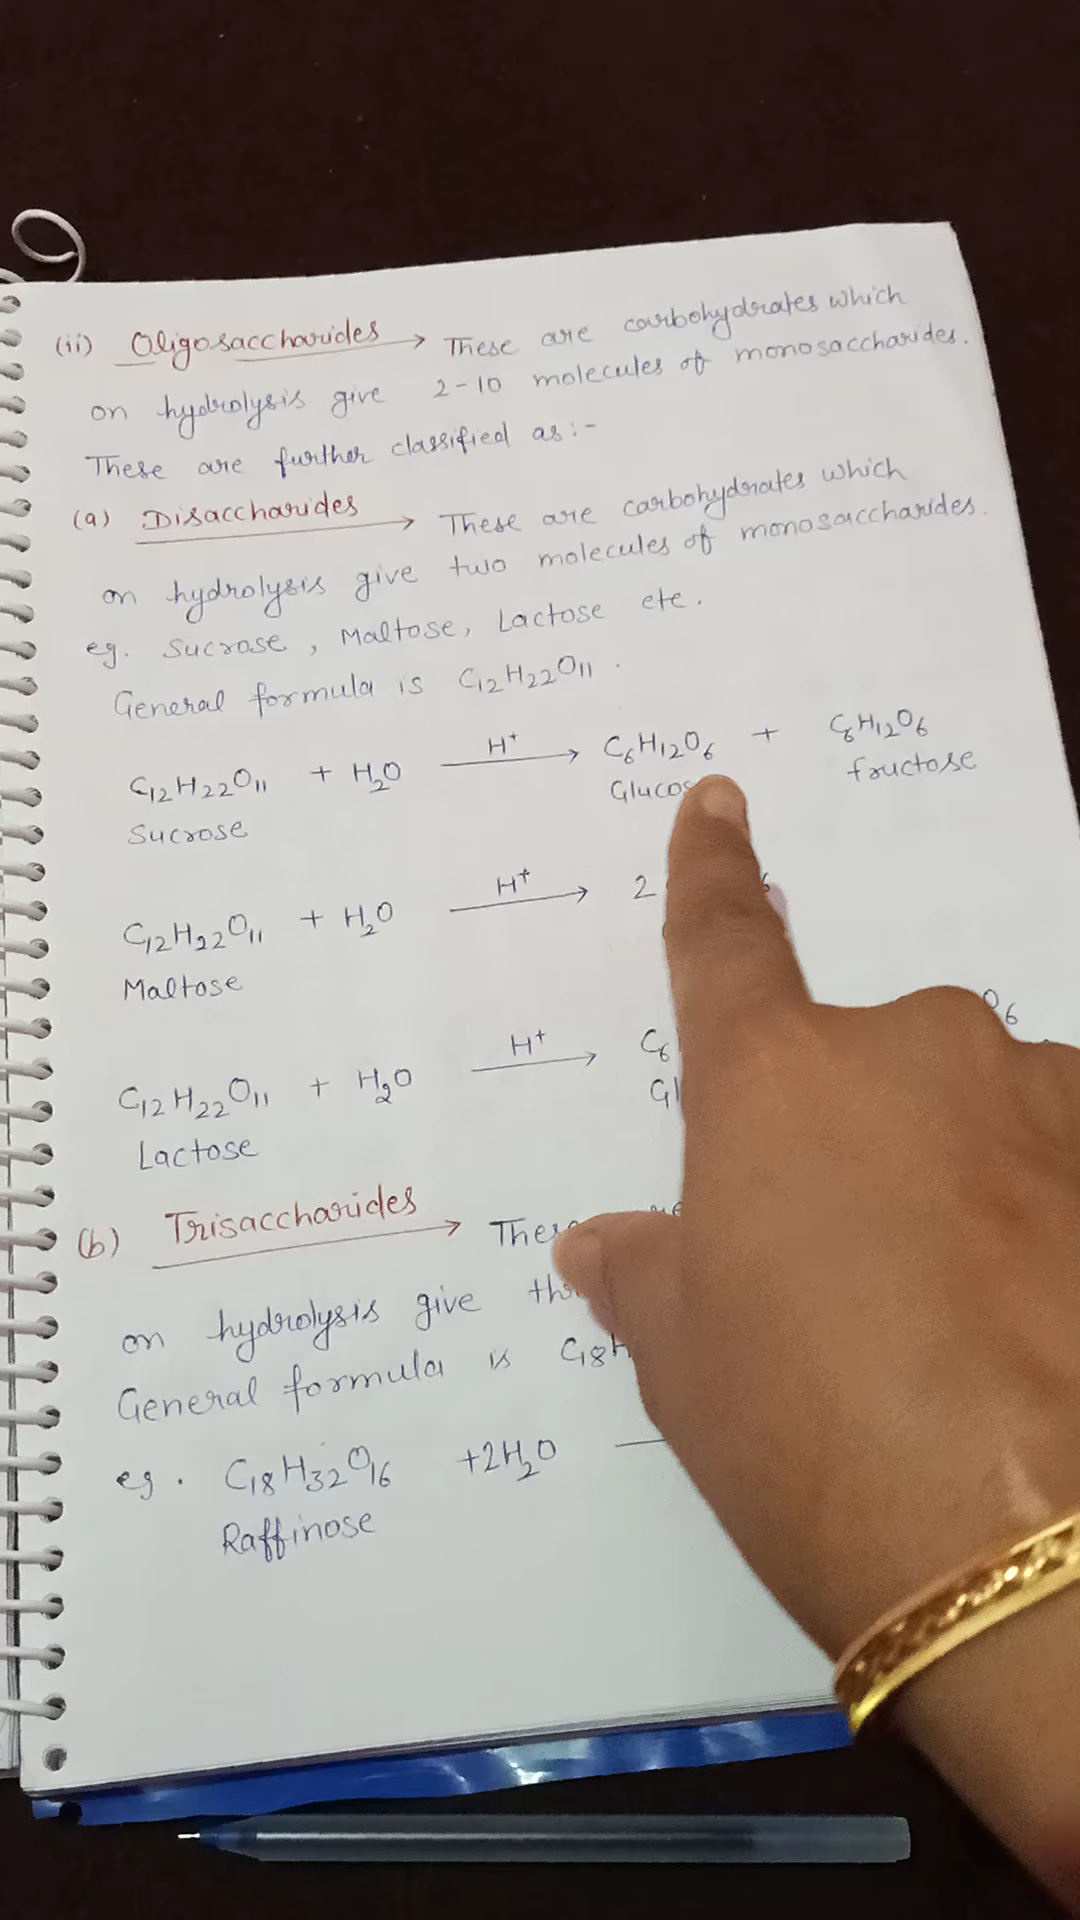 (ii) Oligosaccharides → These are carbohydrates which
on hydrolysis give 2-10 molecules of monosaccharides.
These are further classified as:-
(a) Disaccharides → These are carbohydrates which
on hydrolysis give two molecules of monosaccharides.
eg. Sucrose, Maltose, Lactose etc.
General formula is C₁₂H₂₂O₁₁.
C₁₂H₂₂O₁₁ + H₂O H⁺→ C₆H₁₂O₆ + C₆H₁₂O₆
Sucrose fructose
C₁₂H₂₂O₁₁ + H₂O H⁺→ 2
Maltose
C₁₂H₂₂O₁₁ + H₂O H⁺→ C₆ O₆
Lactose
(b) Trisaccharides →
on hydrolysis give
General formula is
eg. C₁₈H₃₂O₁₆ +2H₂O
Raffinose